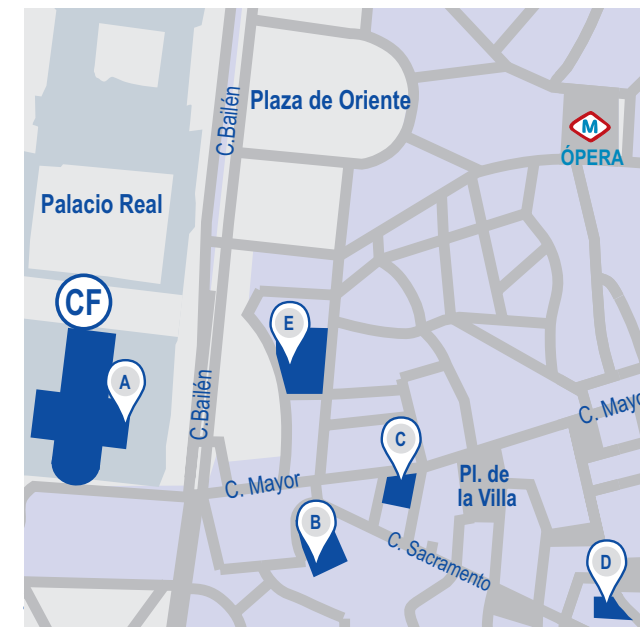 C.Bailén
Plaza de Oriente
M
ÓPERA
Palacio Real
CF
E
A
C.Bailén
C. Mayor
C
C. Mayor
Pl. de
la Villa
B
C. Sacramento
D